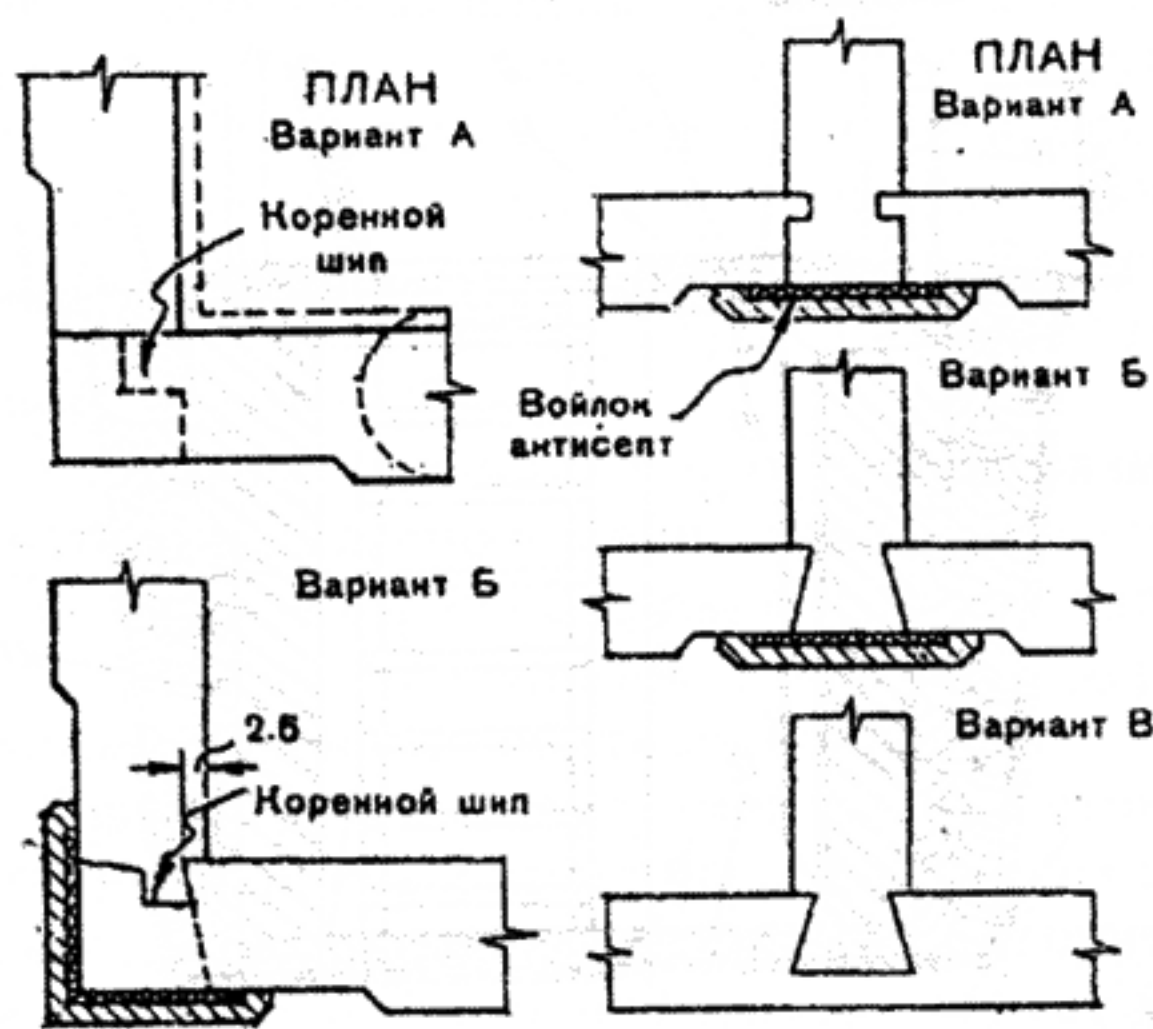 ПЛАН
Вариант А
Коренной
шип
Вариант Б
2.5
Коренной шип
ПЛАН
Вариант А
Войлок
антисепт
Вариант Б
Вариант В